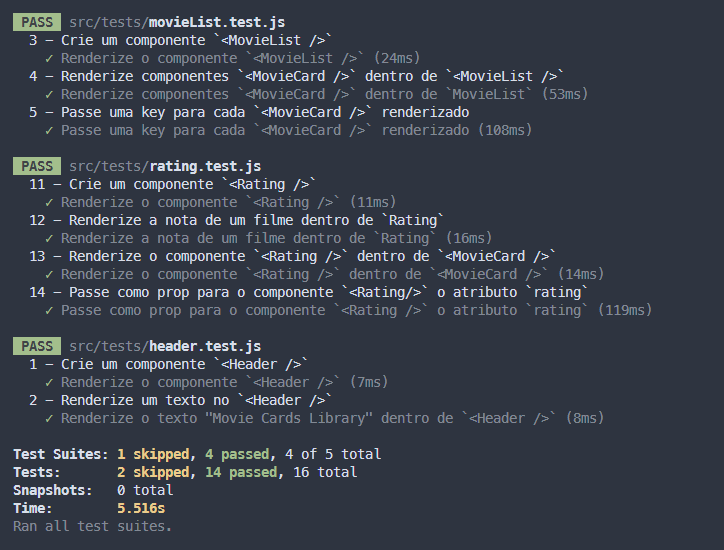 PASS src/tests/movieList.test.js
3 – Crie um componente `<MovieList />`
✓ Renderize o componente `<MovieList />` (24ms)
4 – Renderize componentes `<MovieCard />` dentro de `<MovieList />`
✓ Renderize componentes `<MovieCard />` dentro de `MovieList` (53ms)
5 – Passe uma key para cada `<MovieCard />` renderizado
✓ Passe uma key para cada `<MovieCard />` renderizado (108ms)
PASS src/tests/rating.test.js
11 – Crie um componente `<Rating />`
✓ Renderize o componente `<Rating />` (11ms)
12 – Renderize a nota de um filme dentro de `Rating`
✓ Renderize a nota de um filme dentro de `Rating` (16ms)
13 – Renderize o componente `<Rating />` dentro de `<MovieCard />`
✓ Renderize o componente `<Rating />` dentro de `<MovieCard />` (14ms)
14 – Passe como prop para o componente `<Rating/>` o atributo `rating`
✓ Passe como prop para o componente `<Rating/>` o atributo `rating` (119ms)
PASS src/tests/header.test.js
1 – Crie um componente `<Header />`
✓ Renderize o componente `<Header />` (7ms)
2 – Renderize um texto no `<Header />`
✓ Renderize o texto "Movie Cards Library" dentro de `<Header />` (8ms)
Test Suites: 1 skipped, 4 passed, 4 of 5 total
Tests: 2 skipped, 14 passed, 16 total
Snapshots: 0 total
Time: 5.516s
Ran all test suites.